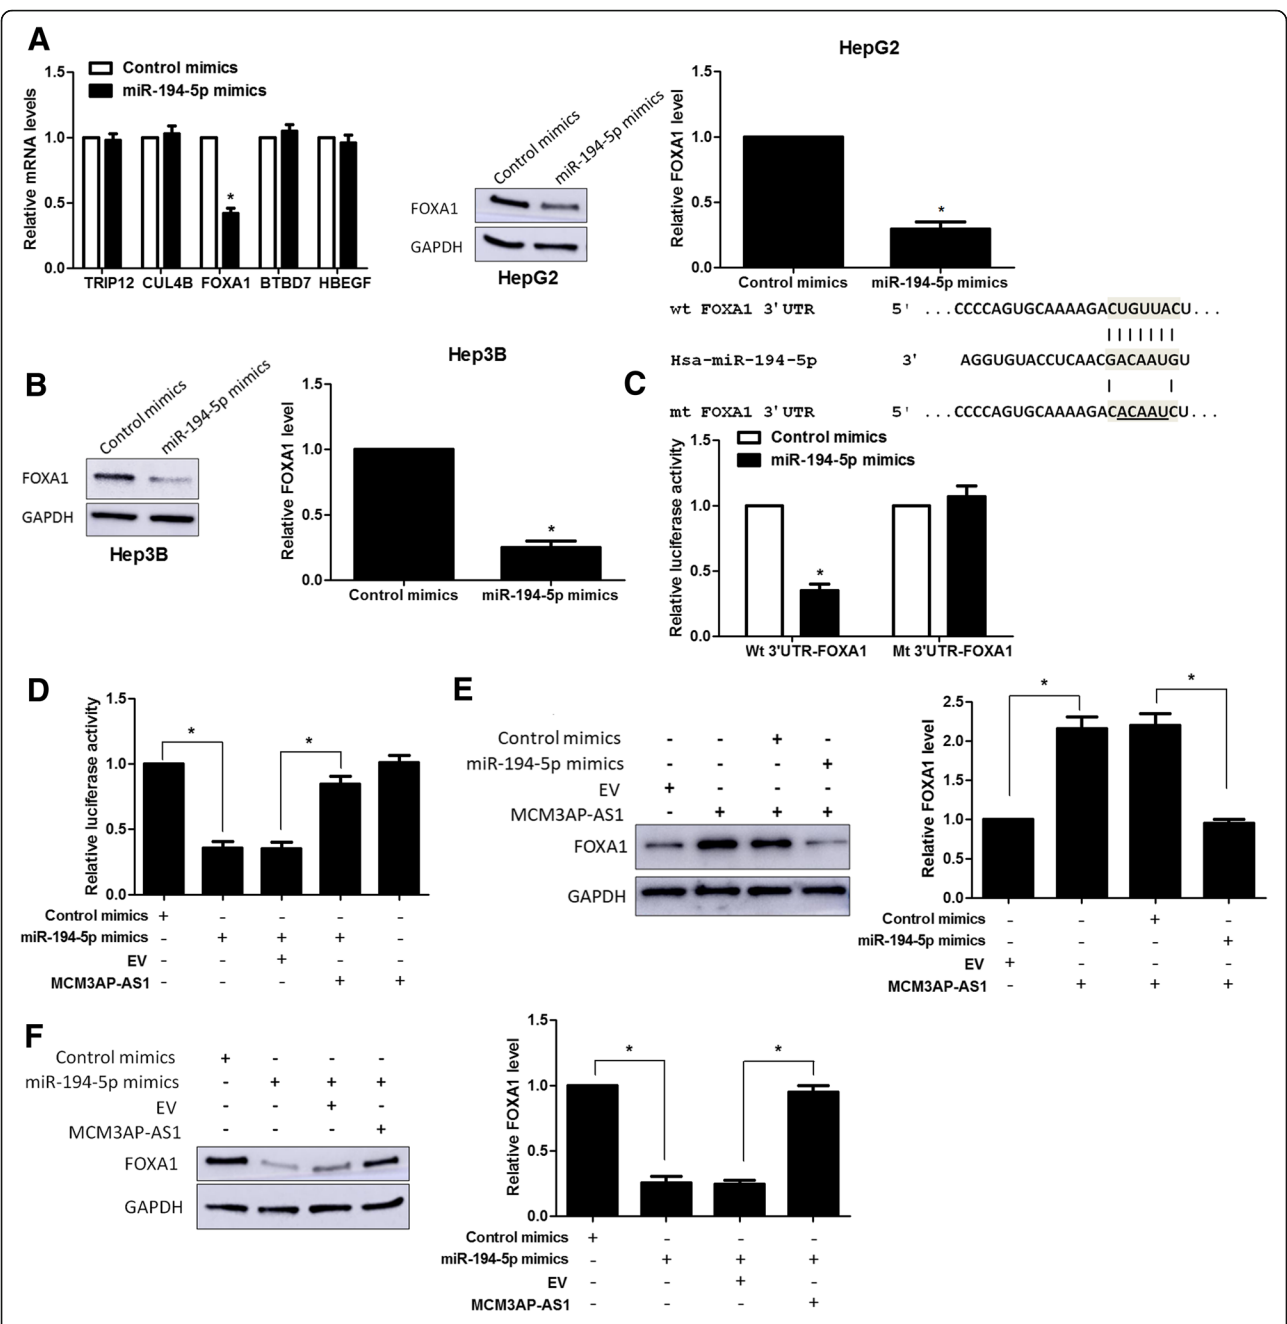 A
1.5
1.0
0.5
0.0
Relative mRNA levels
Control mimics
miR-194-5p mimics
*
TRIP12 CUL4B FOXA1 BTBD7 HBEGF
Control mimics
miR-194-5p mimics
FOXA1
GAPDH
HepG2
HepG2
1.5
1.0
0.5
0.0
Relative FOXA1 level
*
Control mimics miR-194-5p mimics
B
Control mimics
miR-194-5p mimics
FOXA1
GAPDH
Hep3B
Hep3B
1.5
1.0
0.5
0.0
Relative FOXA1 level
*
Control mimics miR-194-5p mimics
C
wt FOXA1 3'UTR 5' ...CCCCAGUGCAAAAGACUGUUACU...
Hsa-miR-194-5p 3' AGGUGUACCUCAACGACAAUGU
mt FOXA1 3'UTR 5' ...CCCCAGUGCAAAAGACACAAUCU...
Control mimics
miR-194-5p mimics
1.5
1.0
0.5
0.0
Relative luciferase activity
*
Wt 3'UTR-FOXA1 Mt 3'UTR-FOXA1
D
1.5
1.0
0.5
0.0
Relative luciferase activity
* *
Control mimics + - - - -
miR-194-5p mimics - + + + -
EV - - + - -
MCM3AP-AS1 - - - + +
E
Control mimics - - + -
miR-194-5p mimics - - - +
EV + - - -
MCM3AP-AS1 - + + +
FOXA1
GAPDH
2.5
2.0
1.5
1.0
0.5
0.0
Relative FOXA1 level
* *
Control mimics - - + -
miR-194-5p mimics - - - +
EV + - - -
MCM3AP-AS1 - + + +
F
Control mimics + - - -
miR-194-5p mimics - + + +
EV - - + -
MCM3AP-AS1 - - - +
FOXA1
GAPDH
1.5
1.0
0.5
0.0
Relative FOXA1 level
* *
Control mimics + - - -
miR-194-5p mimics - + + +
EV - - + -
MCM3AP-AS1 - - - +